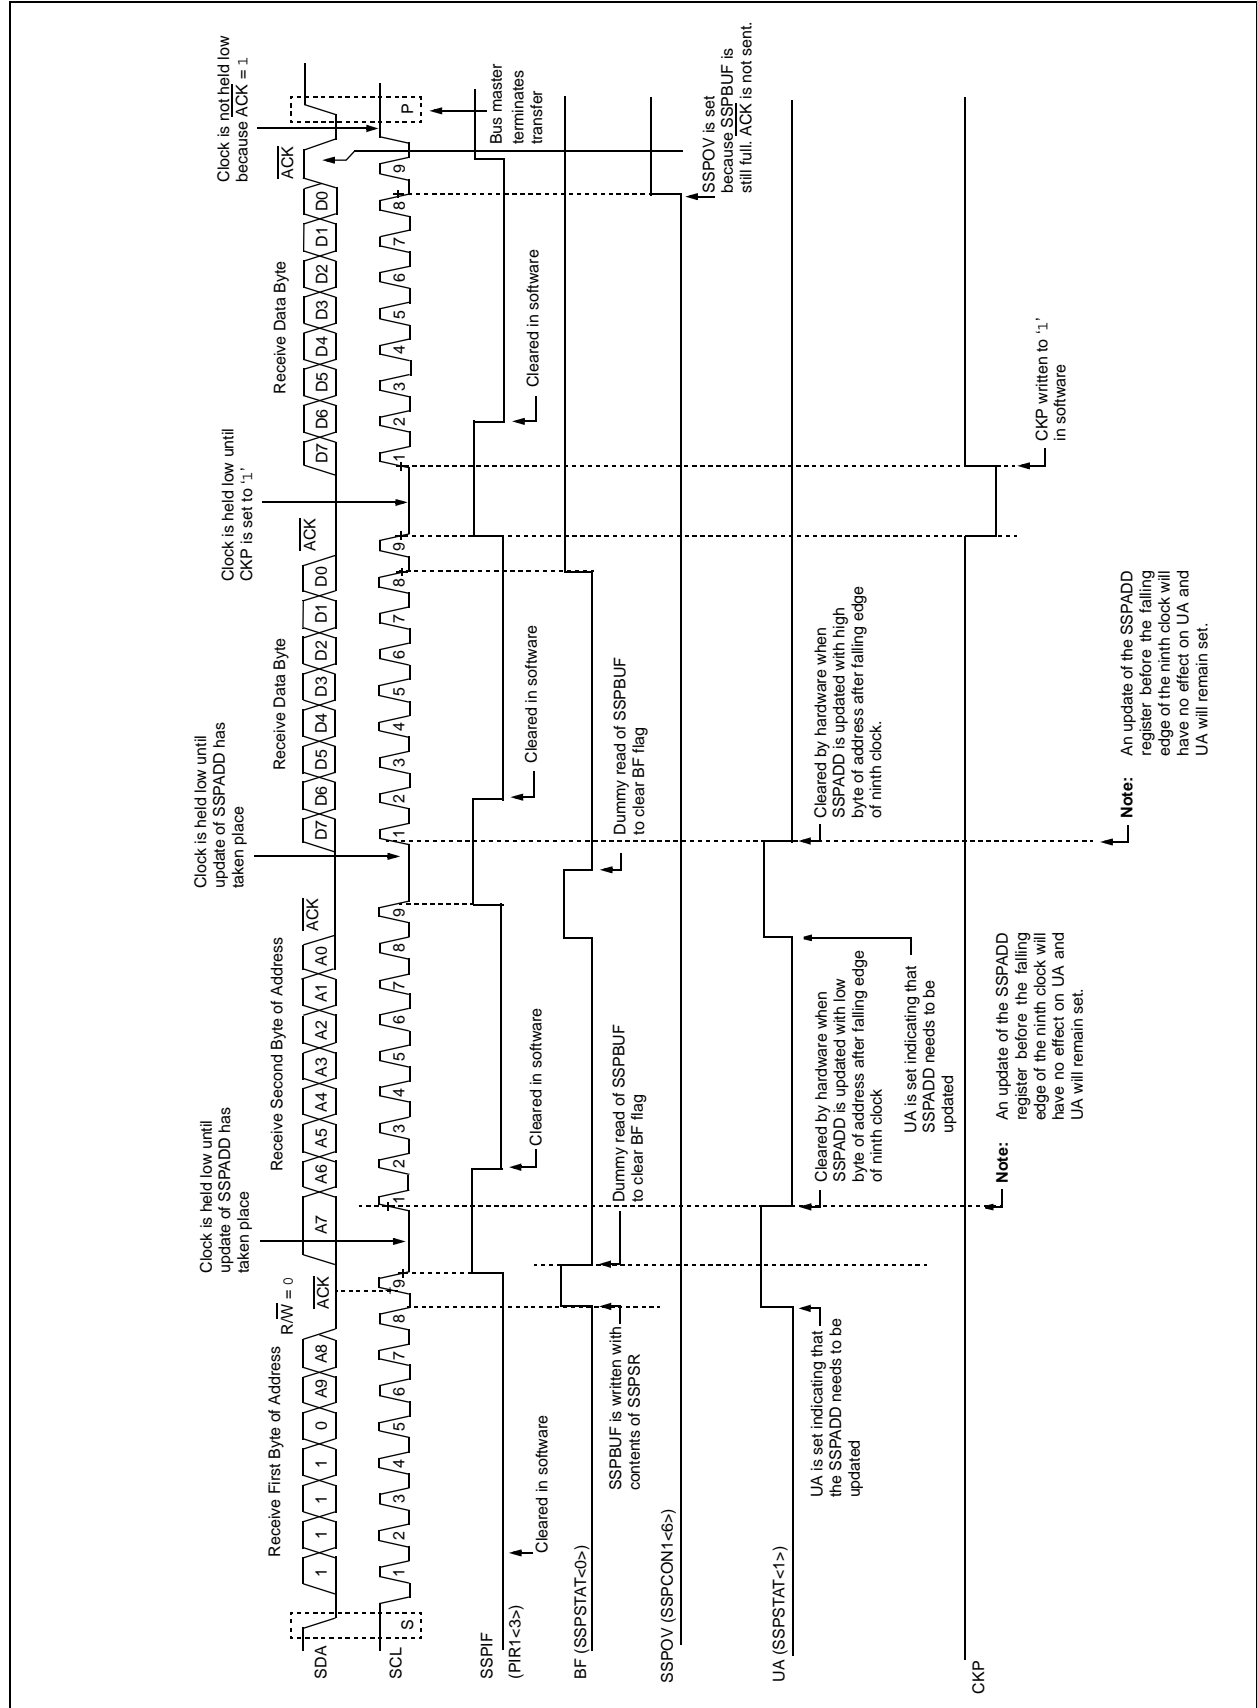 Receive First Byte of Address
R/W = 0
ACK
Receive Second Byte of Address
ACK
Receive Data Byte
ACK
Receive Data Byte
ACK
Clock is held low until
update of SSPADD has
taken place
Clock is held low until
update of SSPADD has
taken place
Clock is held low until
CKP is set to ‘1’
Clock is not held low
because ACK = 1
SDA
1 1 1 1 0 A9 A8
A7 A6 A5 A4 A3 A2 A1 A0
D7 D6 D5 D4 D3 D2 D1 D0
D7 D6 D5 D4 D3 D2 D1 D0
SCL
S
1 2 3 4 5 6 7 8 9
1 2 3 4 5 6 7 8 9
1 2 3 4 5 6 7 8 9
1 2 3 4 5 6 7 8 9
P
Bus master
terminates
transfer
SSPIF
(PIR1<3>)
Cleared in software
Cleared in software
Cleared in software
Cleared in software
BF (SSPSTAT<0>)
SSPBUF is written with
contents of SSPSR
Dummy read of SSPBUF
to clear BF flag
Dummy read of SSPBUF
to clear BF flag
SSPOV (SSPCON1<6>)
SSPOV is set
because SSPBUF is
still full. ACK is not sent.
UA (SSPSTAT<1>)
UA is set indicating that
the SSPADD needs to be
updated
Cleared by hardware when
SSPADD is updated with low
byte of address after falling edge
of ninth clock
UA is set indicating that
SSPADD needs to be
updated
Cleared by hardware when
SSPADD is updated with high
byte of address after falling edge
of ninth clock.
CKP
CKP written to ‘1’
in software
Note: An update of the SSPADD
register before the falling
edge of the ninth clock will
have no effect on UA and
UA will remain set.
Note: An update of the SSPADD
register before the falling
edge of the ninth clock will
have no effect on UA and
UA will remain set.